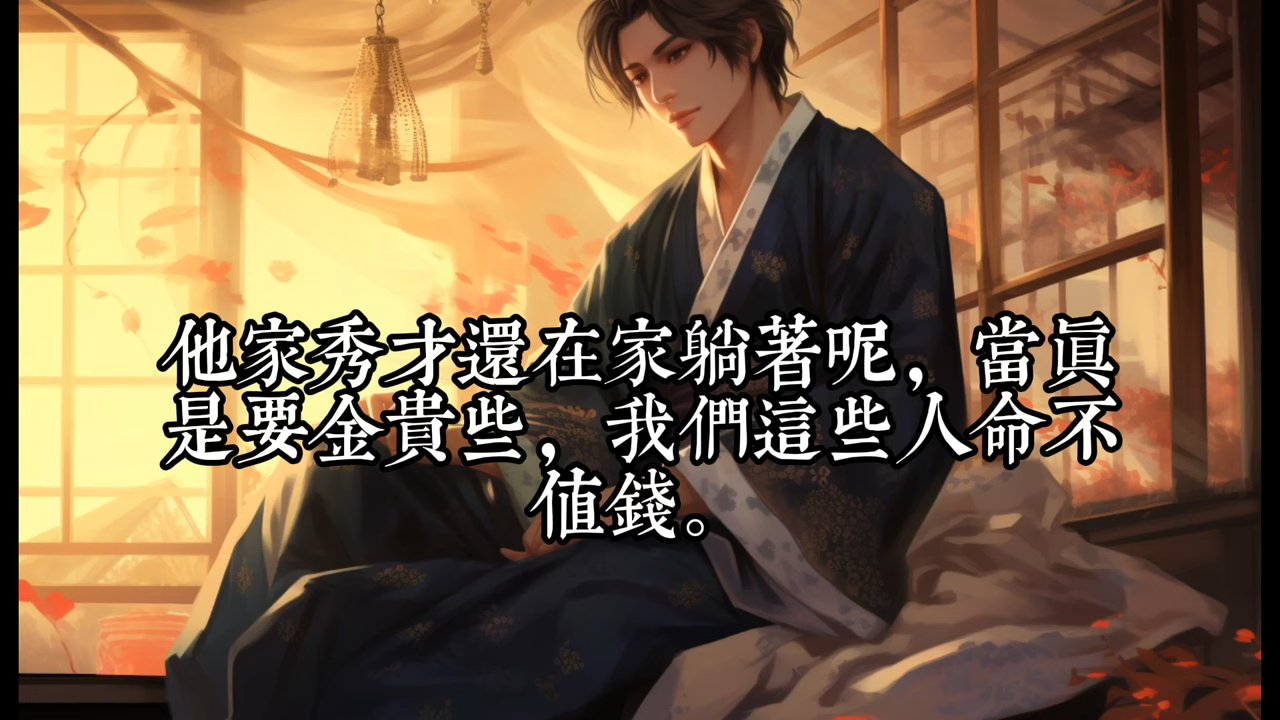 他家秀才還在家躺著呢，當眞
是要金貴些，我們這些人命不
值錢。